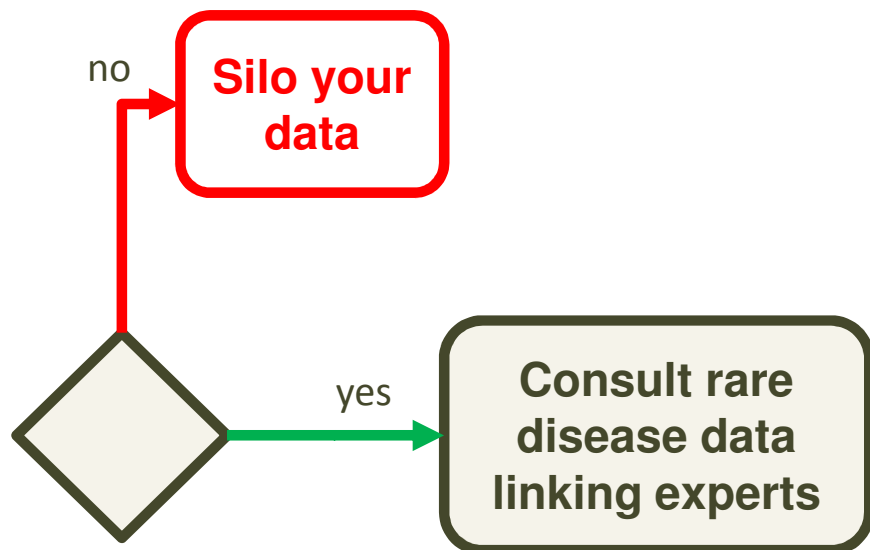 no
Silo your
data
yes
Consult rare
disease data
linking experts